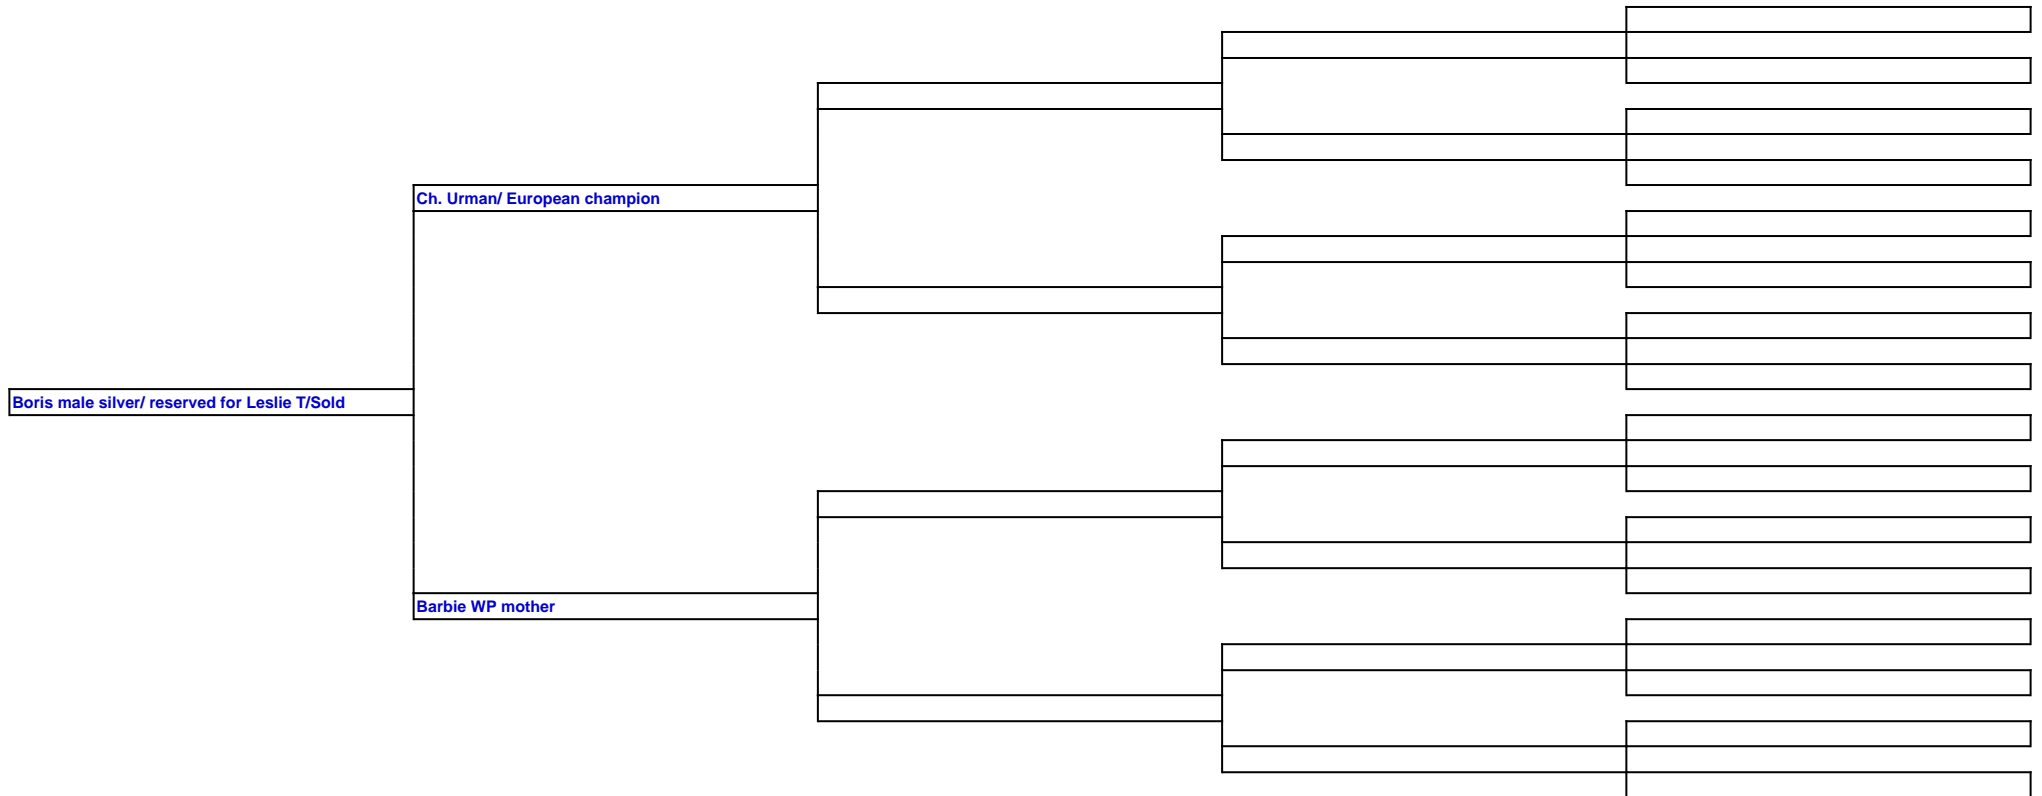 Ch. Urman/ European champion
Boris male silver/ reserved for Leslie T/Sold
Barbie WP mother